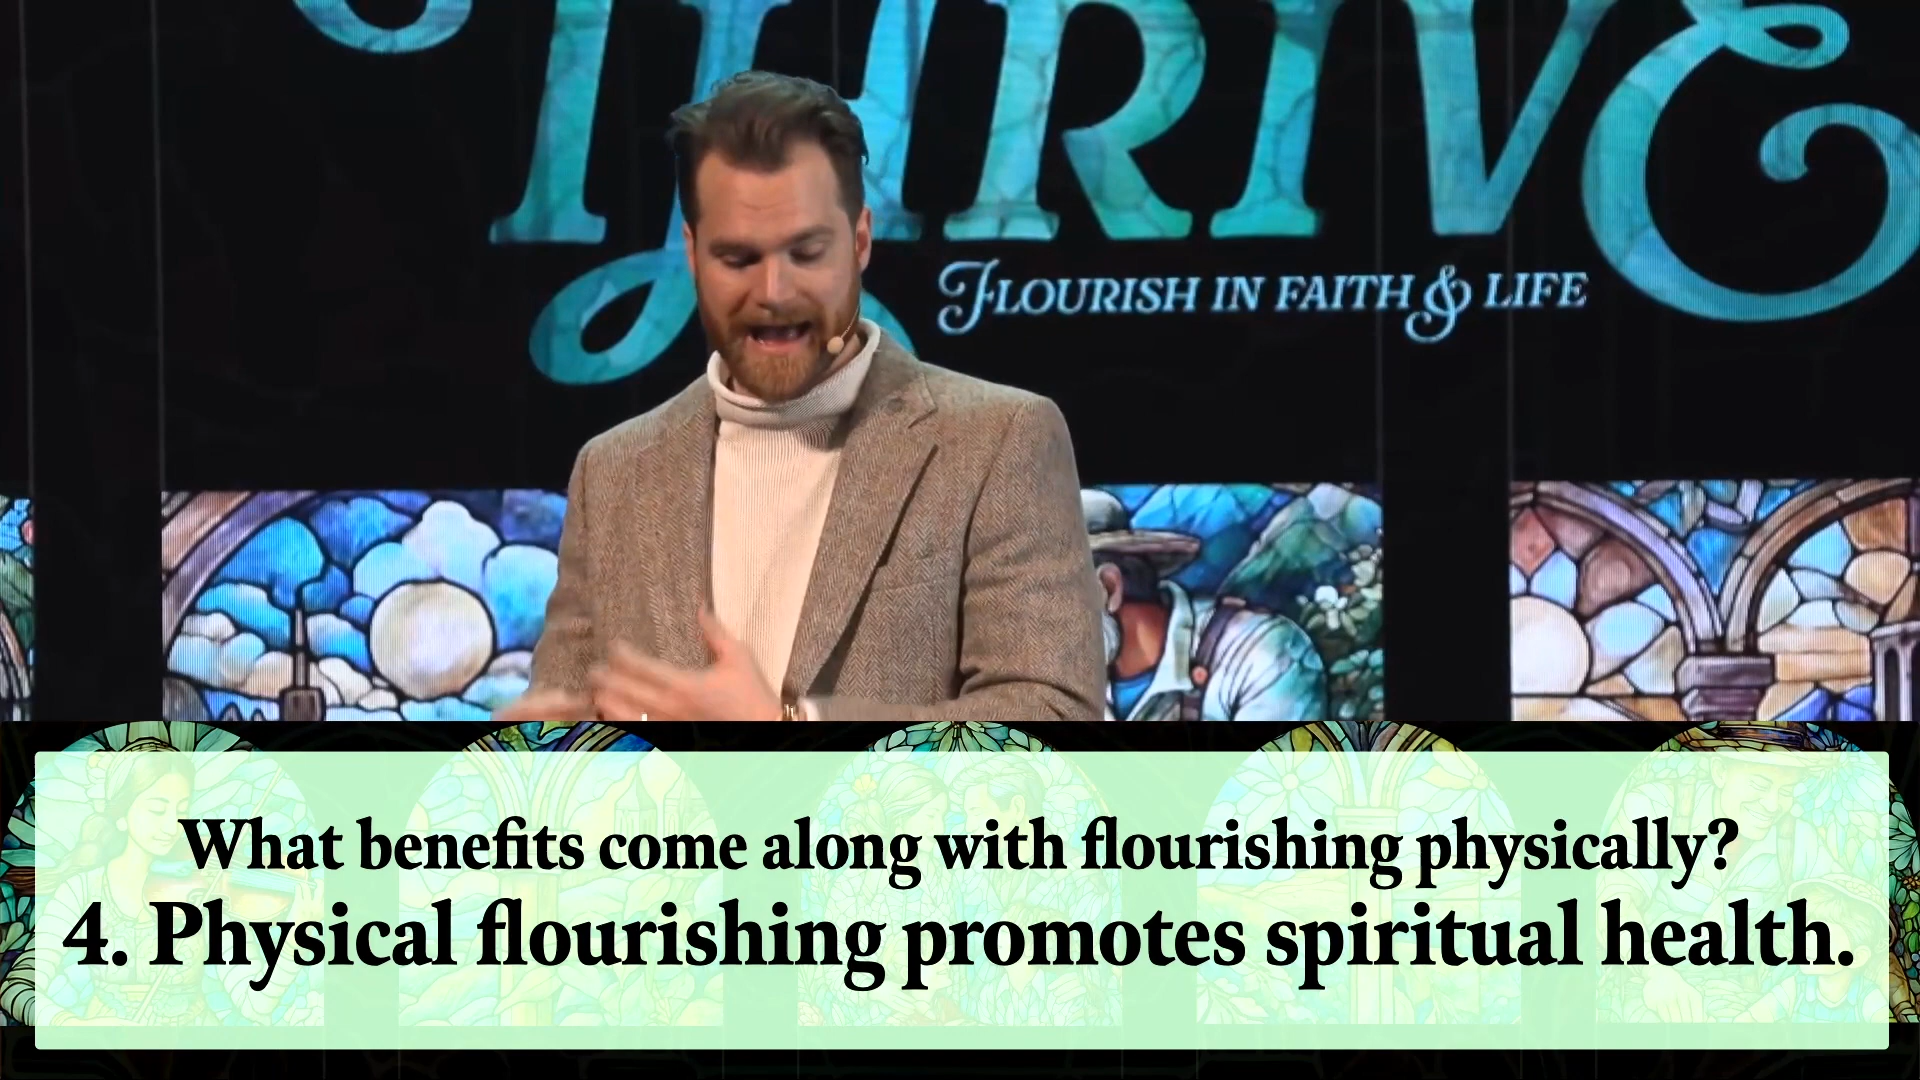 THRIVE
FLOURISH IN FAITH & LIFE
What benefits come along with flourishing physically?
4. Physical flourishing promotes spiritual health.